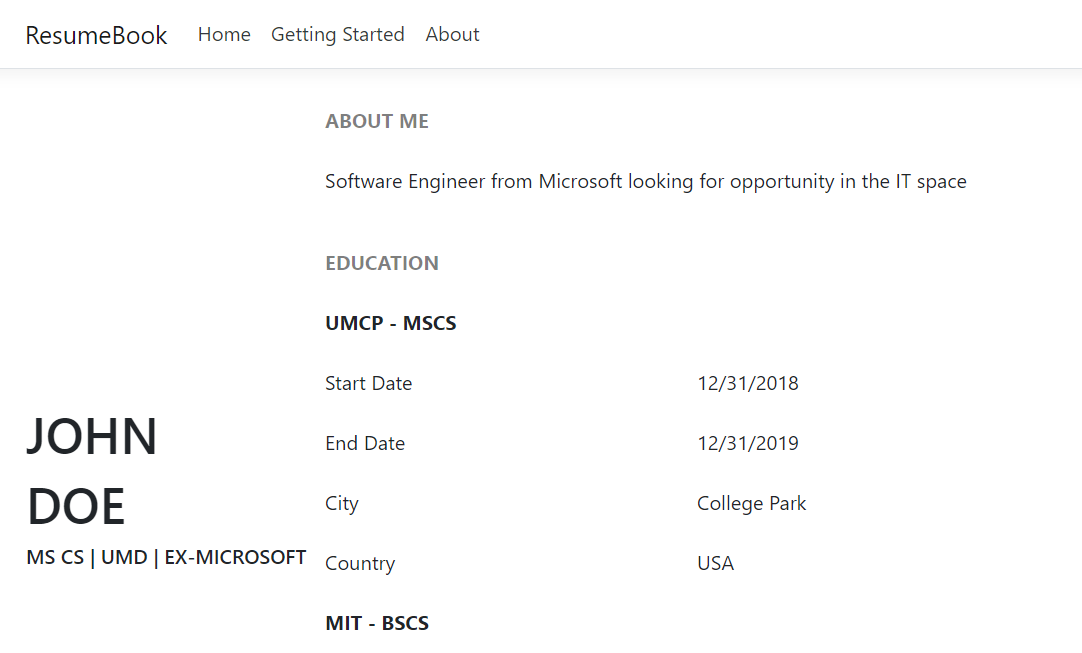 ResumeBook Home Getting Started About
JOHN
DOE
MS CS | UMD | EX-MICROSOFT
ABOUT ME
Software Engineer from Microsoft looking for opportunity in the IT space
EDUCATION
UMCP - MSCS
Start Date 12/31/2018
End Date 12/31/2019
City College Park
Country USA
MIT - BSCS